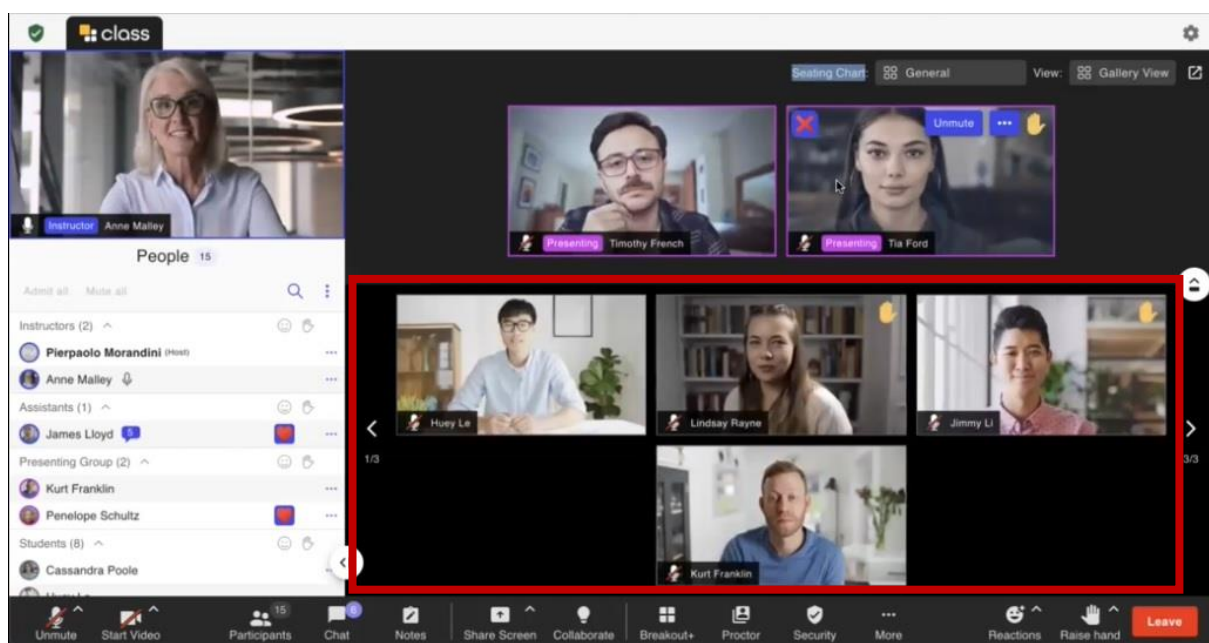 class
Seating Chart: General View: Gallery View
Unmute
Instructor Anne Malley
Presenting Timothy French
Presenting Tia Ford
People 15
Admit all Mute all
Instructors (2)
Pierpaolo Morandini (Host)
Anne Malley
Assistants (1)
James Lloyd 5
Presenting Group (2)
Kurt Franklin
Penelope Schultz
Students (8)
Cassandra Poole
Huey Le
Lindsay Rayne
Jimmy Li
1/3
3/3
Kurt Franklin
Unmute Start Video Participants 15 Chat 6 Notes Share Screen Collaborate Breakout+ Proctor Security More Reactions Raise hand Leave